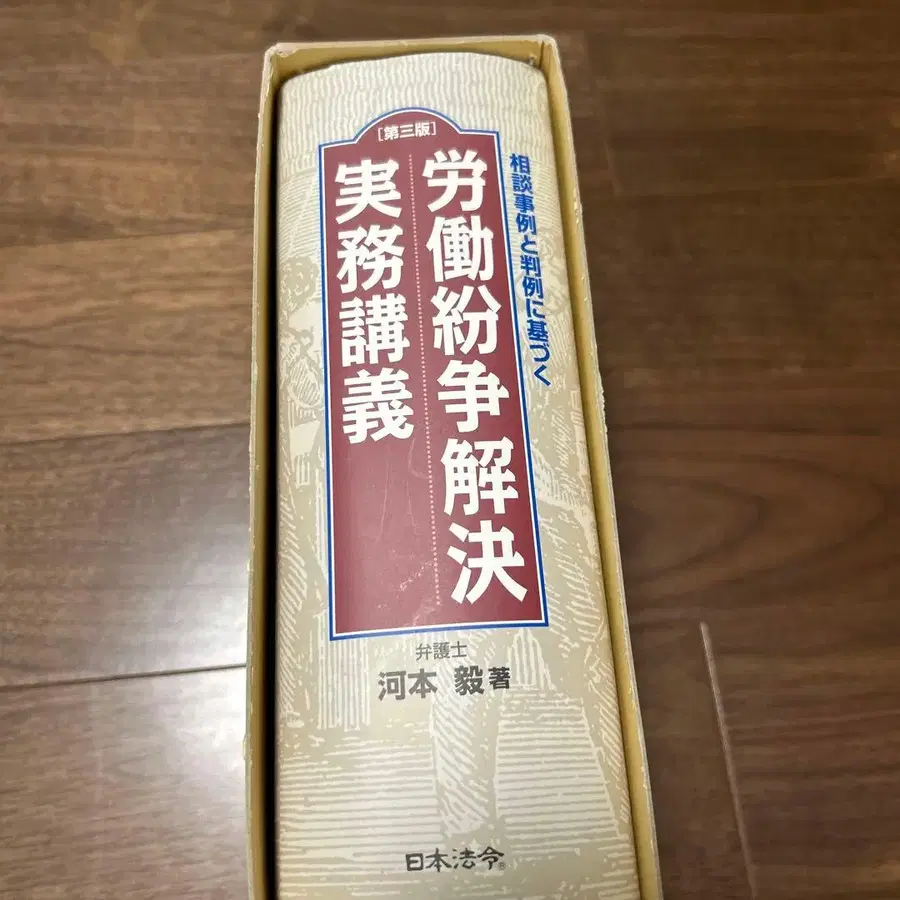 相談事例と判例に基づく
[第三版]
労働紛争解決
実務講義
弁護士
河本 毅 著
日本法令®